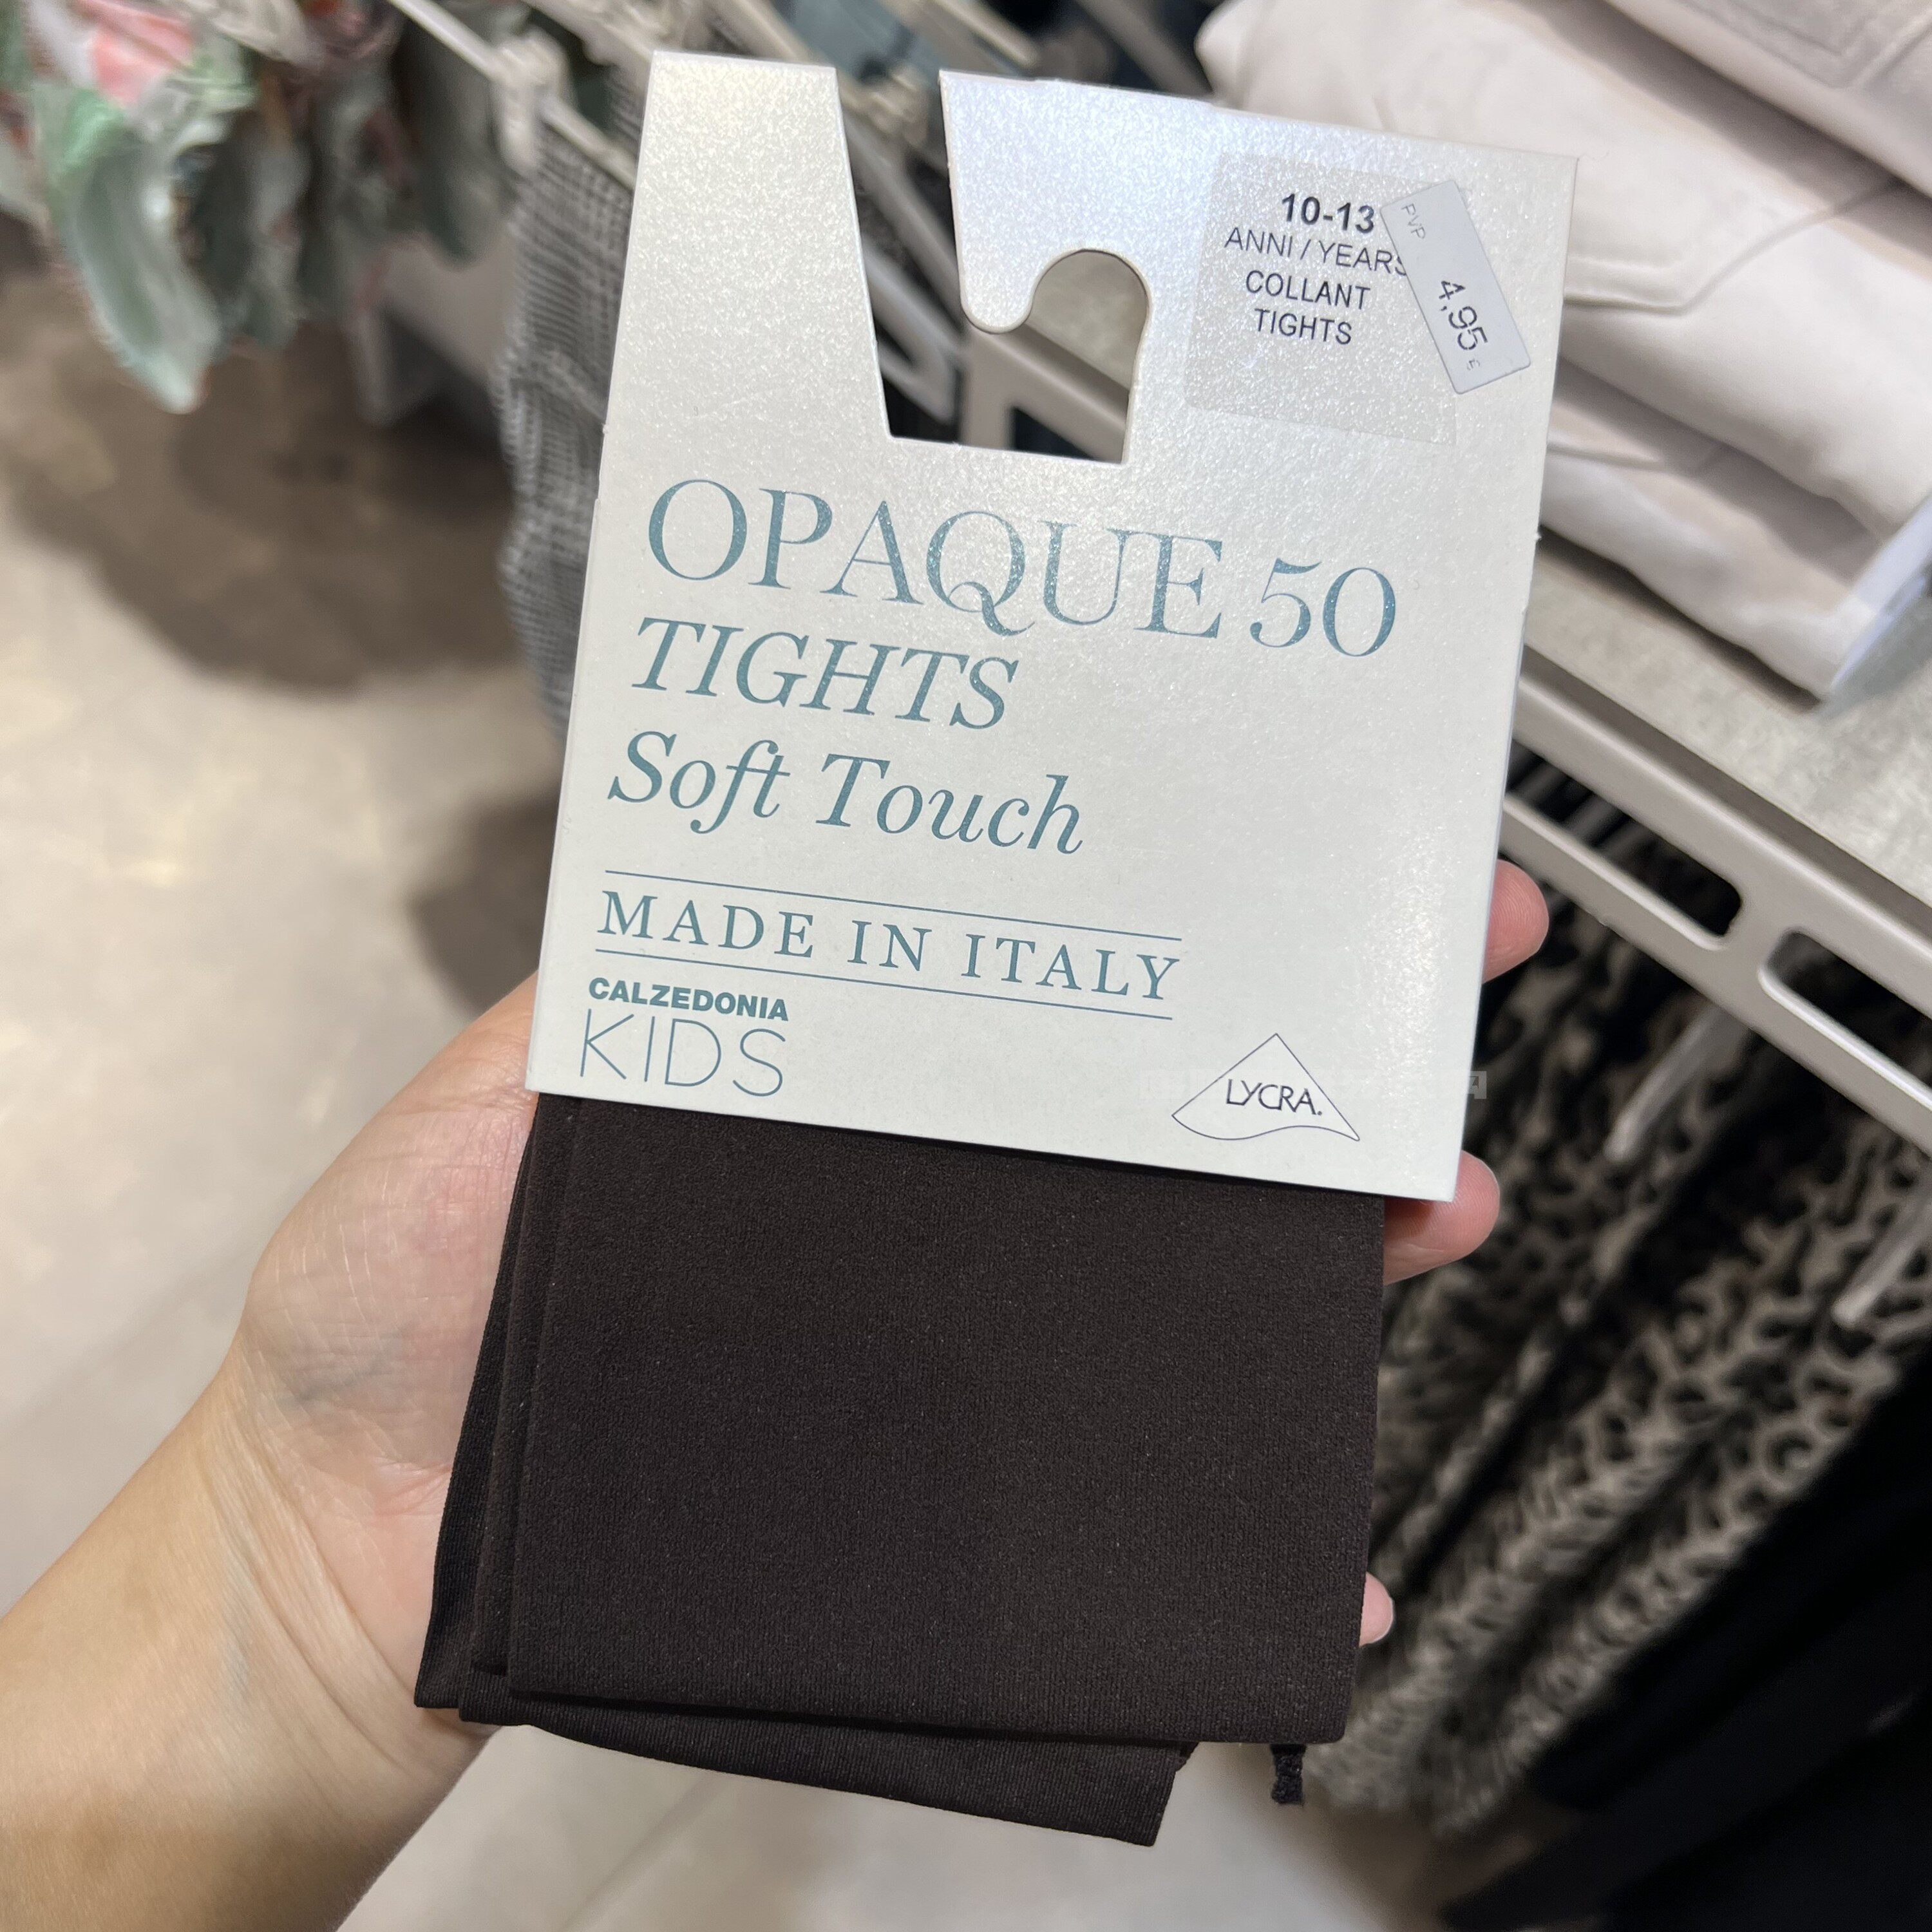 10-13
ANNI / YEARS
COLLANT
TIGHTS
PVP
4,95 €
OPAQUE 50
TIGHTS
Soft Touch
MADE IN ITALY
CALZEDONIA
KIDS
LYCRA.